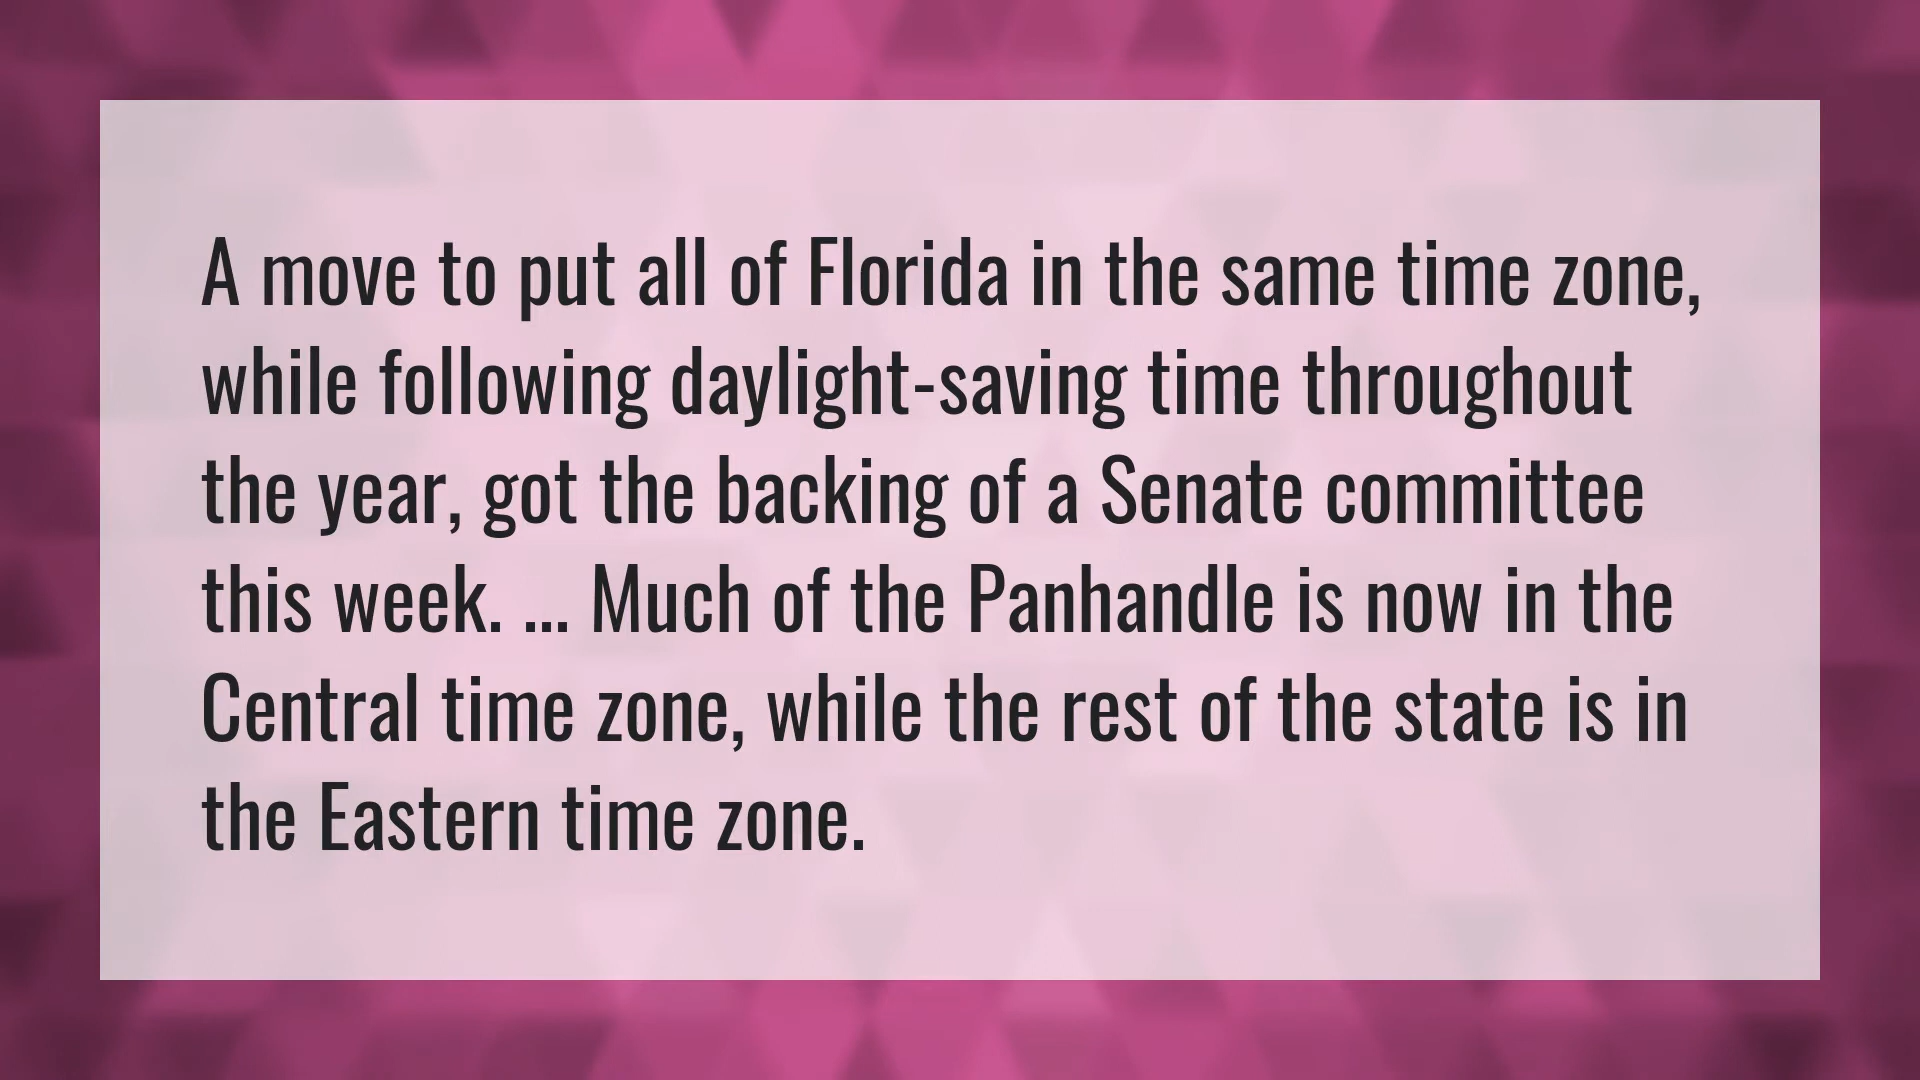 A move to put all of Florida in the same time zone,
while following daylight-saving time throughout
the year, got the backing of a Senate committee
this week. ... Much of the Panhandle is now in the
Central time zone, while the rest of the state is in
the Eastern time zone.